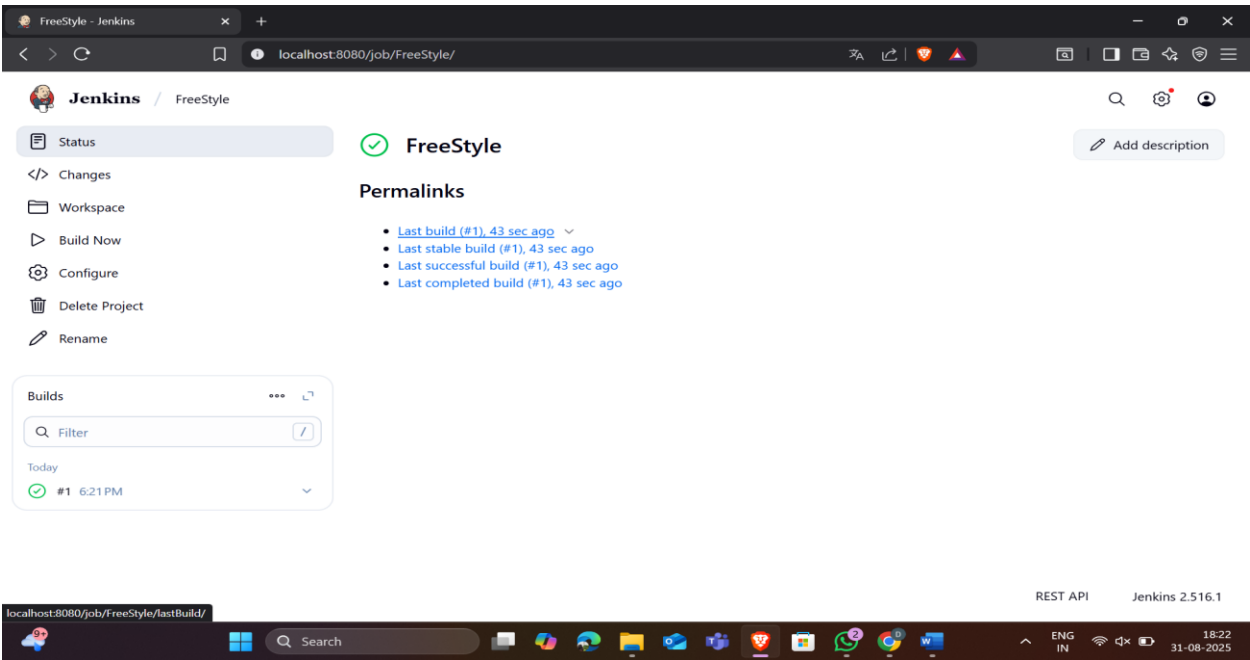 FreeStyle - Jenkins
localhost:8080/job/FreeStyle/
Jenkins / FreeStyle
Status
Changes
Workspace
Build Now
Configure
Delete Project
Rename
FreeStyle
Add description
Permalinks
Last build (#1), 43 sec ago
Last stable build (#1), 43 sec ago
Last successful build (#1), 43 sec ago
Last completed build (#1), 43 sec ago
Builds
Filter /
Today
#1 6:21 PM
REST API Jenkins 2.516.1
localhost:8080/job/FreeStyle/lastBuild/
9+
Search
2
D
W
ENG
IN
18:22
31-08-2025